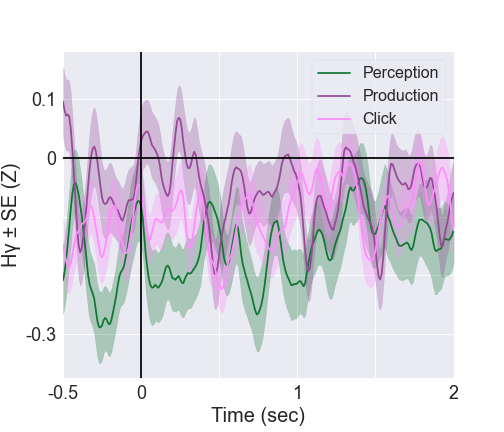 Perception
Production
Click
0.1
0
-0.3
Hγ ± SE (Z)
-0.5
0
1
2
Time (sec)